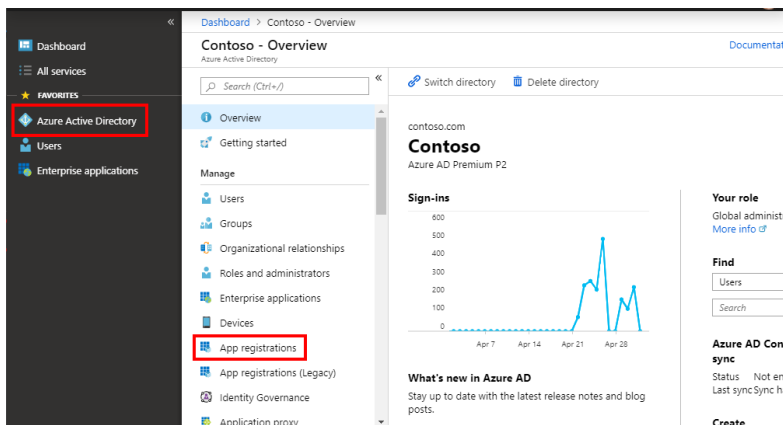 «
Dashboard
All services
FAVORITES
Azure Active Directory
Users
Enterprise applications
Dashboard > Contoso - Overview
Contoso - Overview
Azure Active Directory
Documentat
Search (Ctrl+/)
«
Overview
Getting started
Manage
Users
Groups
Organizational relationships
Roles and administrators
Enterprise applications
Devices
App registrations
App registrations (Legacy)
Identity Governance
Application proxy
Switch directory
Delete directory
contoso.com
Contoso
Azure AD Premium P2
Sign-ins
600
500
400
300
200
100
0
Apr 7 Apr 14 Apr 21 Apr 28
What's new in Azure AD
Stay up to date with the latest release notes and blog
posts.
Your role
Global administ
More info
Find
Users
Search
Azure AD Con
sync
Status Not en
Last sync Sync h
Create